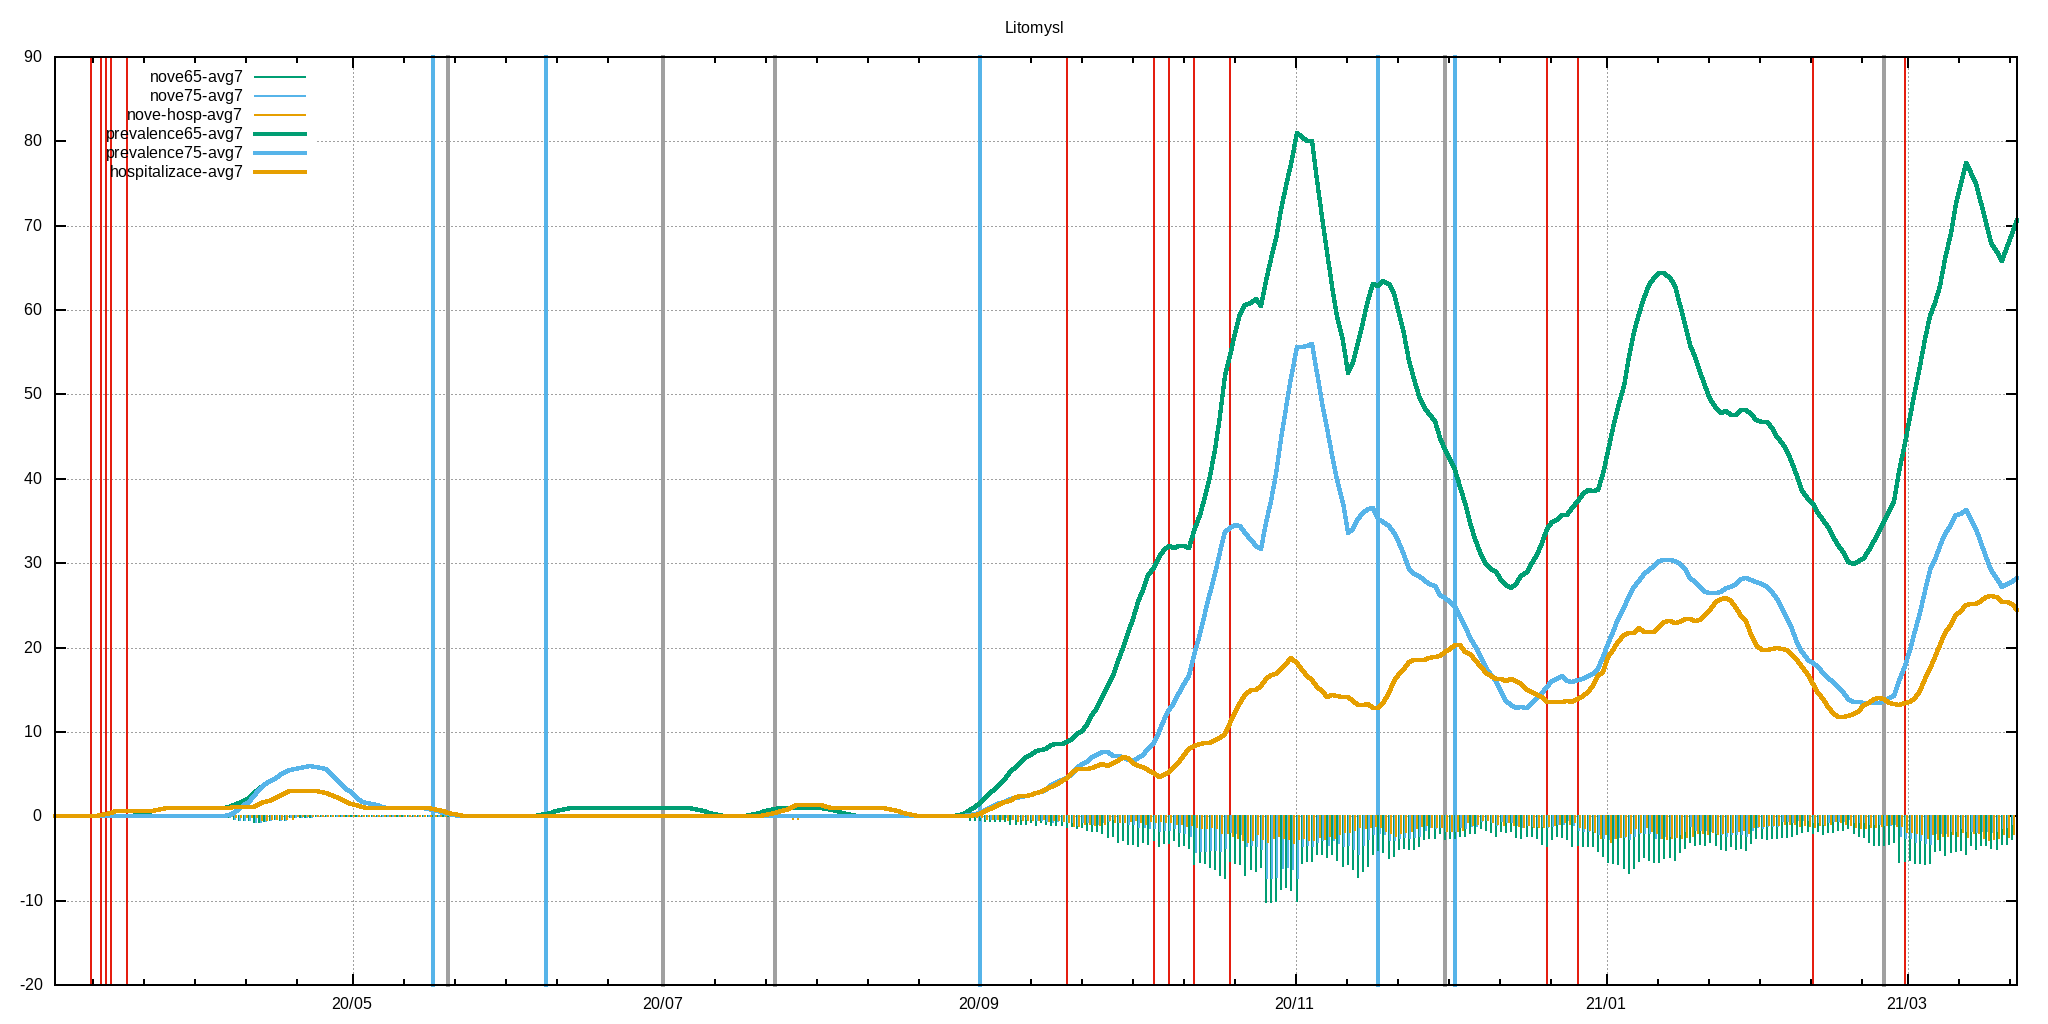 Litomysl
90
nove65-avg7
nove75-avg7
nove-hosp-avg7
prevalence65-avg7
prevalence75-avg7
hospitalizace-avg7
80
70
60
50
40
30
20
10
0
-10
-20
20/05 20/07 20/09 20/11 21/01 21/03